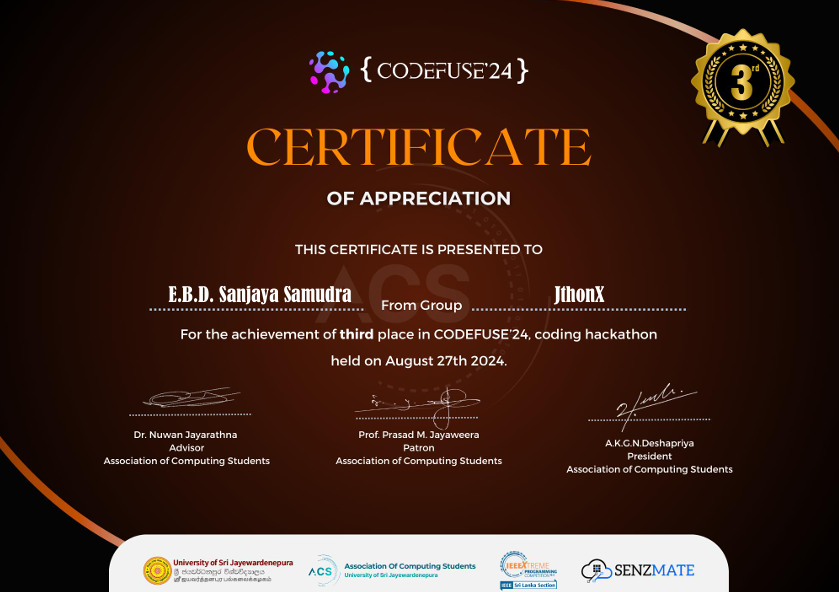 { CODEFUSE'24 }
3rd
CERTIFICATE
OF APPRECIATION
THIS CERTIFICATE IS PRESENTED TO
E.B.D. Sanjaya Samudra From Group JthonX
ACS
For the achievement of third place in CODEFUSE'24, coding hackathon
held on August 27th 2024.
Dr. Nuwan Jayarathna
Advisor
Association of Computing Students
Prof. Prasad M. Jayaweera
Patron
Association of Computing Students
A.K.G.N.Deshapriya
President
Association of Computing Students
University of Sri Jayewardenepura
ශ්‍රී ජයවර්ධනපුර විශ්වවිද්‍යාලය
ஸ்ரீ ஜயவர்த்தனபுர பல்கலைக்கழகம்
ACS
Association Of Computing Students
University of Sri Jayewardenepura
IEEEXTREME
PROGRAMMING
IEEE Sri Lanka Section
SENZMATE